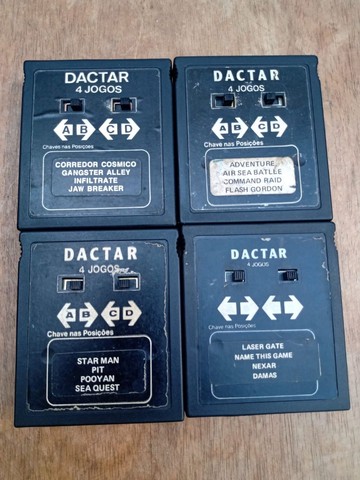 DACTAR
4 JOGOS
A B C D
Chave nas Posições
CORREDOR COSMICO
GANGSTER ALLEY
INFILTRATE
JAW BREAKER
DACTAR
4 JOGOS
A B C D
Chave nas Posições
ADVENTURE
AIR SEA BATLLE
COMMAND RAID
FLASH GORDON
DACTAR
4 JOGOS
A B C D
Chave nas Posições
STAR MAN
PIT
POOYAN
SEA QUEST
DACTAR
4 JOGOS
Chave nas Posições
LASER GATE
NAME THIS GAME
NEXAR
DAMAS